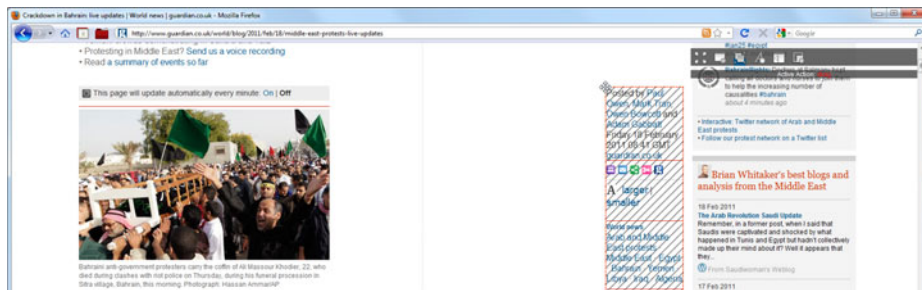 Crackdown in Bahrain: live updates | World news | guardian.co.uk - Mozilla Firefox
http://www.guardian.co.uk/world/blog/2011/feb/18/middle-east-protests-live-updates
Google
• Protesting in Middle East? Send us a voice recording
• Read a summary of events so far
This page will update automatically every minute: On | Off
Bahraini anti-government protesters carry the coffin of Ali Massour Khodier, 22, who
died during clashes with riot police on Thursday, during his funeral procession in
Sitra village, Bahrain, this morning. Photograph: Hassan Ammar/AP
Posted by Paul
Owen, Mark Tran,
Owen Bowcott and
Adam Gabbatt
Friday 18 February
2011 08.41 GMT
guardian.co.uk
A larger |
smaller
World news
Arab and Middle
East protests
Middle East Egypt
Bahrain Yemen
Libya Iraq Algeria
#jan25 #egypt
Active Action:
to help the increasing number of
causalities #bahrain
about 4 minutes ago
• Interactive: Twitter network of Arab and Middle
East protests
• Follow our protest network on a Twitter list
Brian Whitaker's best blogs and
analysis from the Middle East
18 Feb 2011
The Arab Revolution Saudi Update
Remember, in a former post, when I said that
Saudis were captivated and shocked by what
happened in Tunis and Egypt but hadn't collectively
made up their mind about it? Well it appears that
they...
From Saudiwoman's Weblog
17 Feb 2011